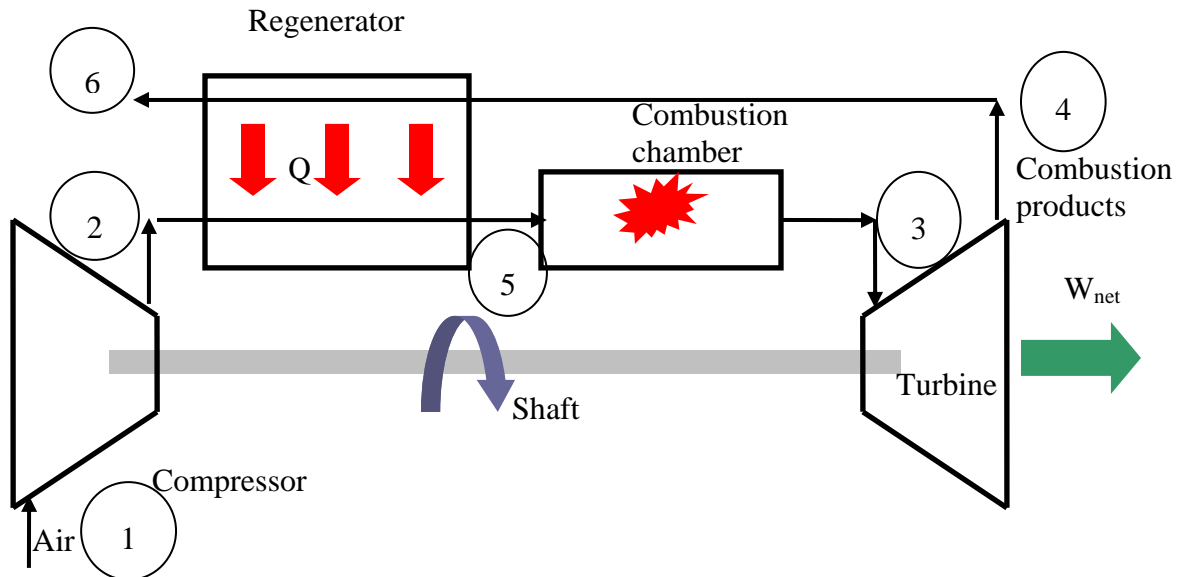 Regenerator
6
Combustion
chamber
4
Combustion
products
Q
2
3
5
W_net
Turbine
Shaft
Compressor
Air
1